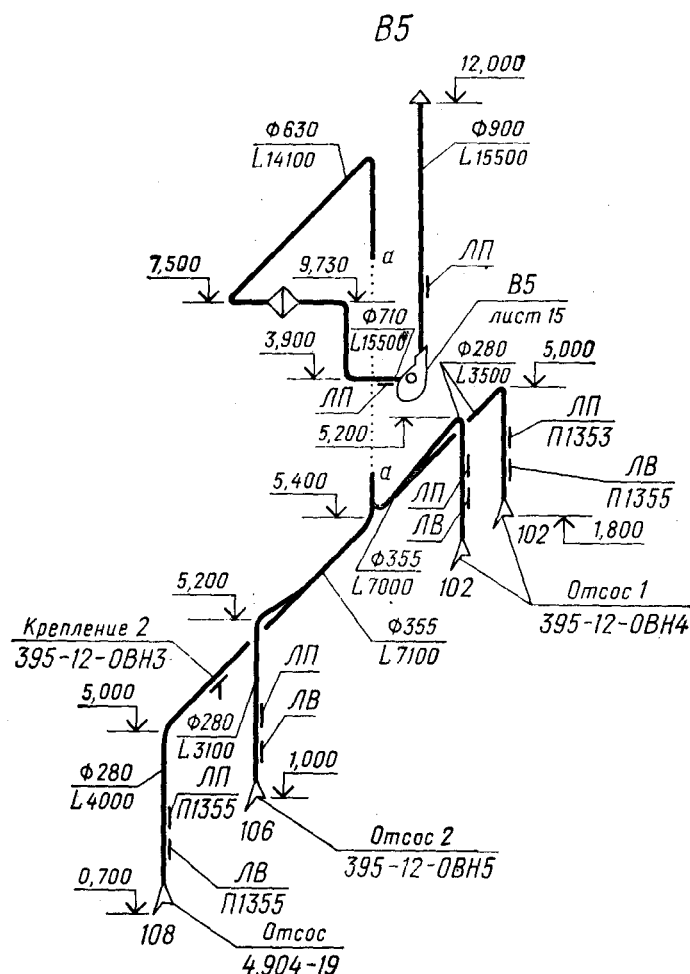 В5
12,000
Ф630
L14100
Ф900
L15500
а
ЛП
7,500
9,730
В5
лист 15
Ф710
L15500
3,900
ЛП
Ф280
L3500
5,000
5,200
ЛП
П1353
ЛВ
П1355
5,400
а
ЛП
ЛВ
102
1,800
Ф355
L7000
102
Отсос 1
395-12-ОВН4
5,200
Ф355
L7100
Крепление 2
395-12-ОВН3
ЛП
5,000
ЛВ
Ф280
L3100
Ф280
L4000
ЛП
П1355
1,000
106
Отсос 2
395-12-ОВН5
ЛВ
П1355
0,700
108
Отсос
4.904-19